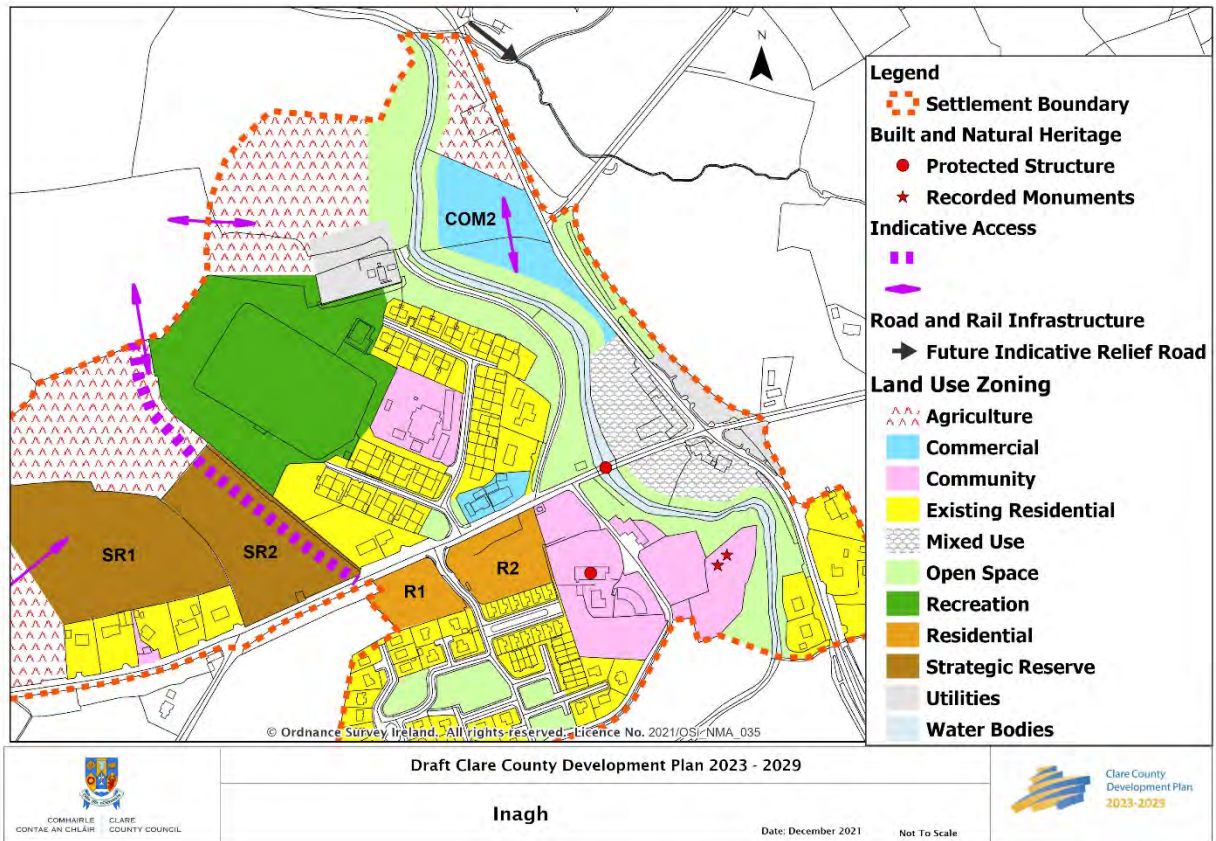 N
COM2
SR1
SR2
R1
R2
© Ordnance Survey Ireland. All rights reserved. Licence No. 2021/OSi_NMA_035
Legend
Settlement Boundary
Built and Natural Heritage
Protected Structure
Recorded Monuments
Indicative Access
Road and Rail Infrastructure
Future Indicative Relief Road
Land Use Zoning
Agriculture
Commercial
Community
Existing Residential
Mixed Use
Open Space
Recreation
Residential
Strategic Reserve
Utilities
Water Bodies
COMHAIRLE CONTAE AN CHLÁIR
CLARE COUNTY COUNCIL
Draft Clare County Development Plan 2023 - 2029
Inagh
Date: December 2021
Not To Scale
Clare County
Development Plan
2023-2029